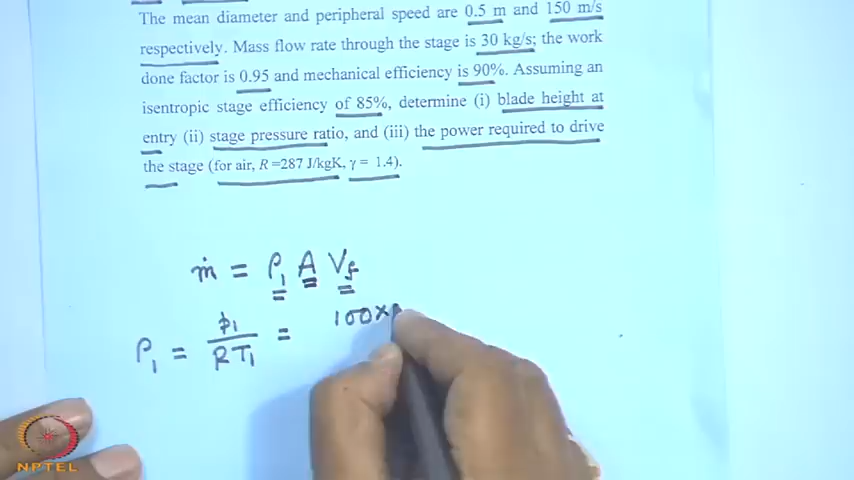 The mean diameter and peripheral speed are 0.5 m and 150 m/s
respectively. Mass flow rate through the stage is 30 kg/s; the work
done factor is 0.95 and mechanical efficiency is 90%. Assuming an
isentropic stage efficiency of 85%, determine (i) blade height at
entry (ii) stage pressure ratio, and (iii) the power required to drive
the stage (for air, R =287 J/kgK, γ = 1.4).
ṁ = ρ₁ A V_f
ρ₁ = p₁ / RT₁ = 100×
NPTEL